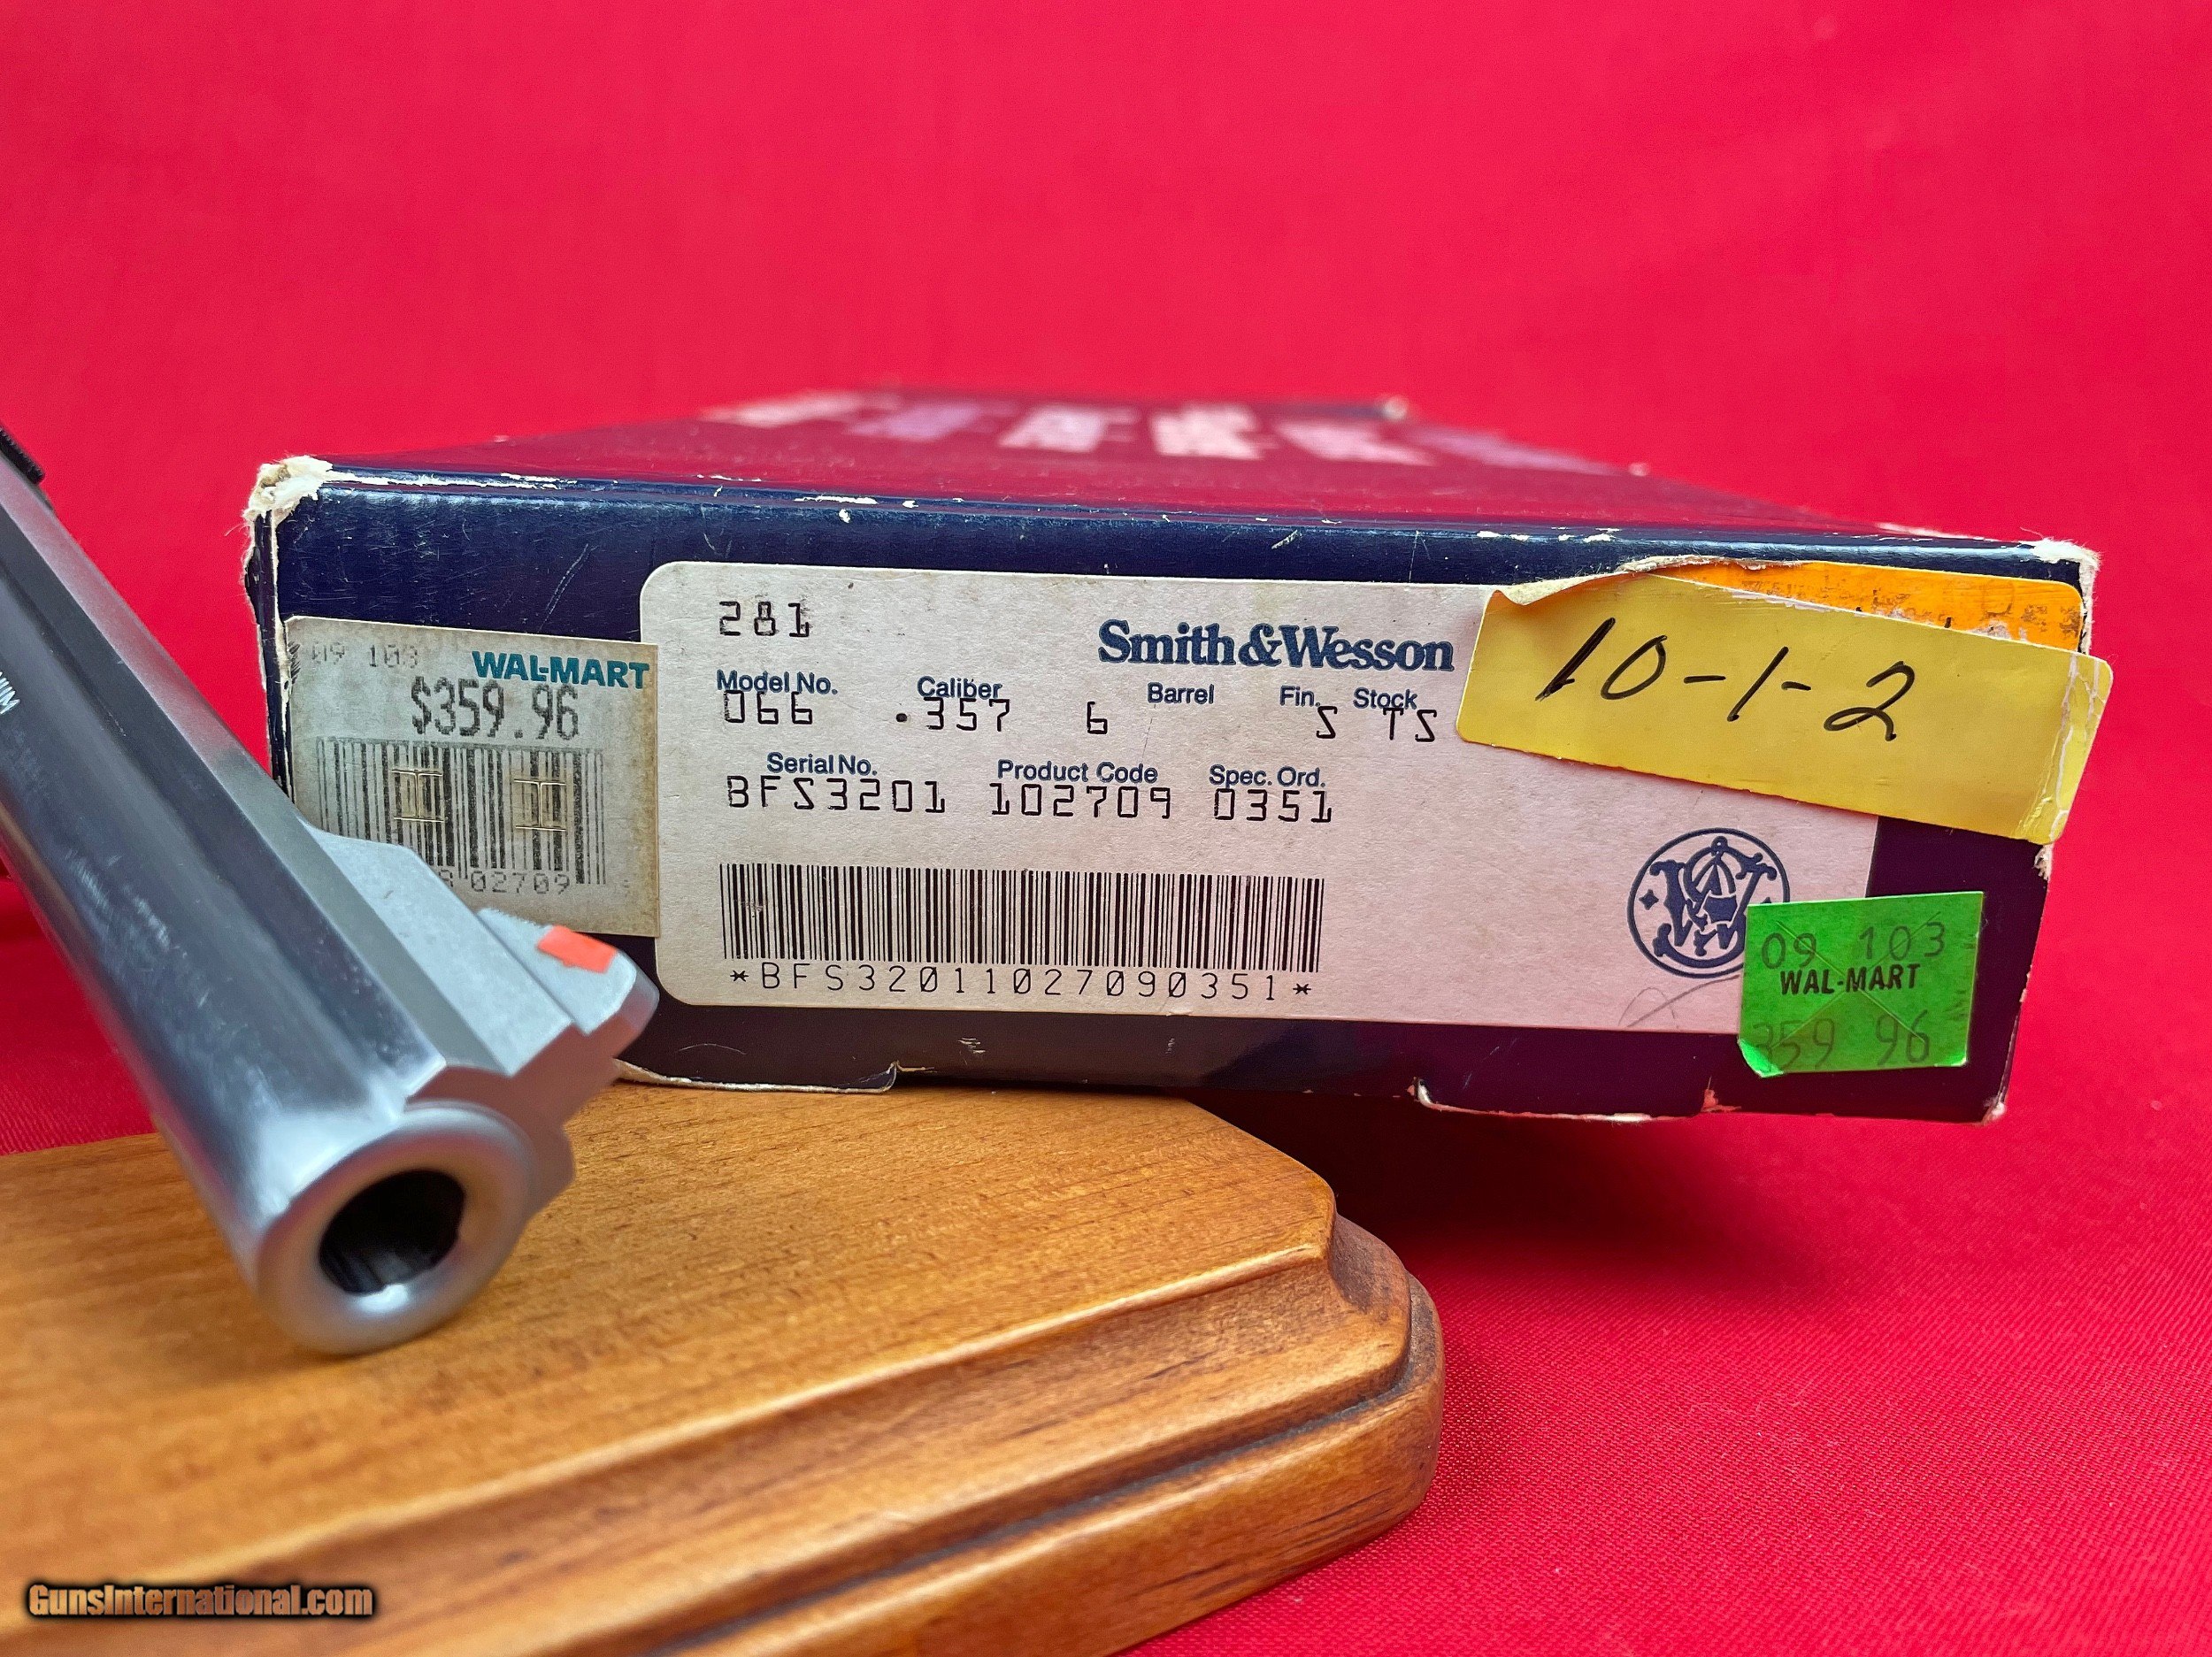 281
Smith&Wesson
Model No. Caliber Barrel Fin. Stock
066 .357 6 S TS
Serial No. Product Code Spec. Ord.
BFS3201 102709 0351
*BFS32011027090351*
09 103
WAL-MART
$359.96
02709
10-1-2
09 103
WAL-MART
359 96
GunsInternational.com